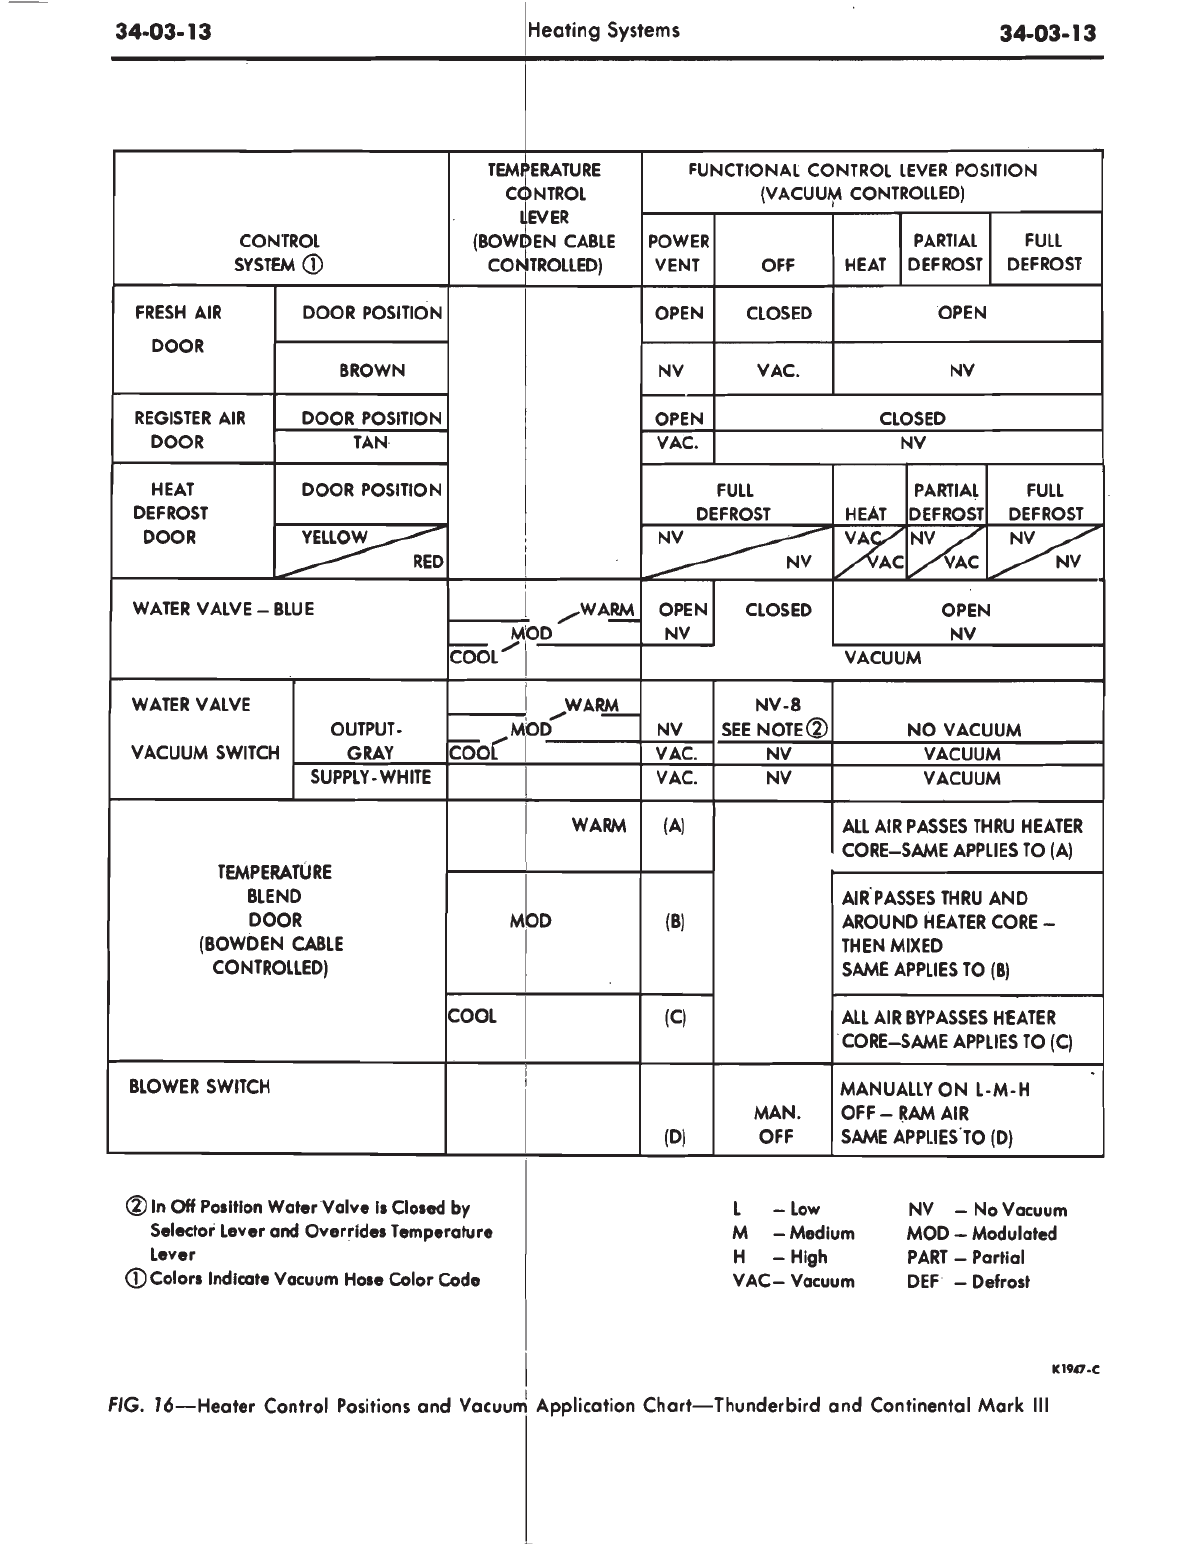 34-03-13 Heating Systems 34-03-13
CONTROL
SYSTEM ①
TEMPERATURE
CONTROL
LEVER
(BOWDEN CABLE
CONTROLLED)
FUNCTIONAL CONTROL LEVER POSITION
(VACUUM CONTROLLED)
POWER
VENT
OFF
HEAT
PARTIAL
DEFROST
FULL
DEFROST
FRESH AIR
DOOR
DOOR POSITION
OPEN
CLOSED
OPEN
BROWN
NV
VAC.
NV
REGISTER AIR
DOOR
DOOR POSITION
OPEN
CLOSED
TAN
VAC.
NV
HEAT
DEFROST
DOOR
DOOR POSITION
FULL
DEFROST
HEAT
PARTIAL
DEFROST
FULL
DEFROST
YELLOW
RED
NV
NV
VAC
VAC
NV
VAC
NV
NV
WATER VALVE – BLUE
WARM
MOD
COOL
OPEN
NV
CLOSED
OPEN
NV
VACUUM
WATER VALVE
VACUUM SWITCH
OUTPUT-
GRAY
WARM
MOD
COOL
NV
VAC.
NV-8
SEE NOTE ②
NV
NO VACUUM
VACUUM
SUPPLY-WHITE
VAC.
NV
VACUUM
TEMPERATURE
BLEND
DOOR
(BOWDEN CABLE
CONTROLLED)
WARM
(A)
ALL AIR PASSES THRU HEATER
CORE–SAME APPLIES TO (A)
MOD
(B)
AIR PASSES THRU AND
AROUND HEATER CORE –
THEN MIXED
SAME APPLIES TO (B)
COOL
(C)
ALL AIR BYPASSES HEATER
CORE–SAME APPLIES TO (C)
BLOWER SWITCH
(D)
MAN.
OFF
MANUALLY ON L-M-H
OFF – RAM AIR
SAME APPLIES TO (D)
② In Off Position Water Valve is Closed by
Selector Lever and Overrides Temperature
Lever
① Colors Indicate Vacuum Hose Color Code
L – Low
M – Medium
H – High
VAC – Vacuum
NV – No Vacuum
MOD – Modulated
PART – Partial
DEF – Defrost
K1947-C
FIG. 16—Heater Control Positions and Vacuum Application Chart—Thunderbird and Continental Mark III